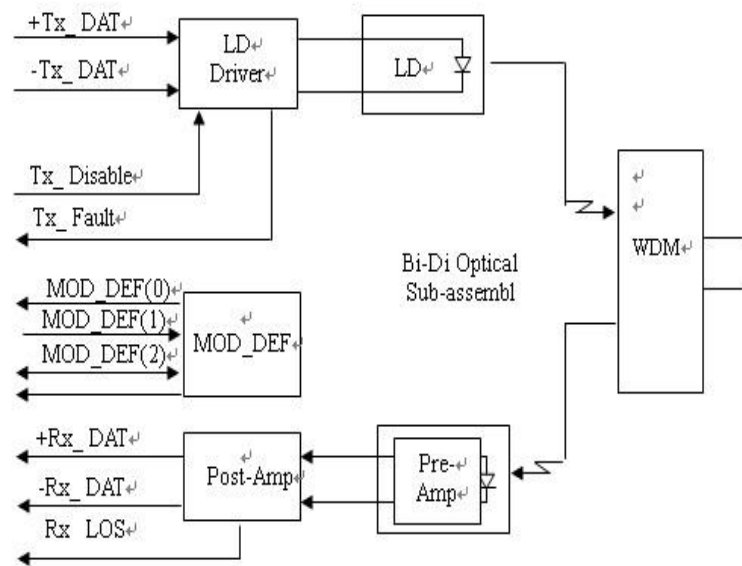 +Tx_DAT
-Tx_DAT
LD
Driver
LD
Tx_Disable
Tx_Fault
WDM
Bi-Di Optical
Sub-assembl
MOD_DEF(0)
MOD_DEF(1)
MOD_DEF(2)
MOD_DEF
+Rx_DAT
-Rx_DAT
Rx LOS
Post-Amp
Pre-
Amp